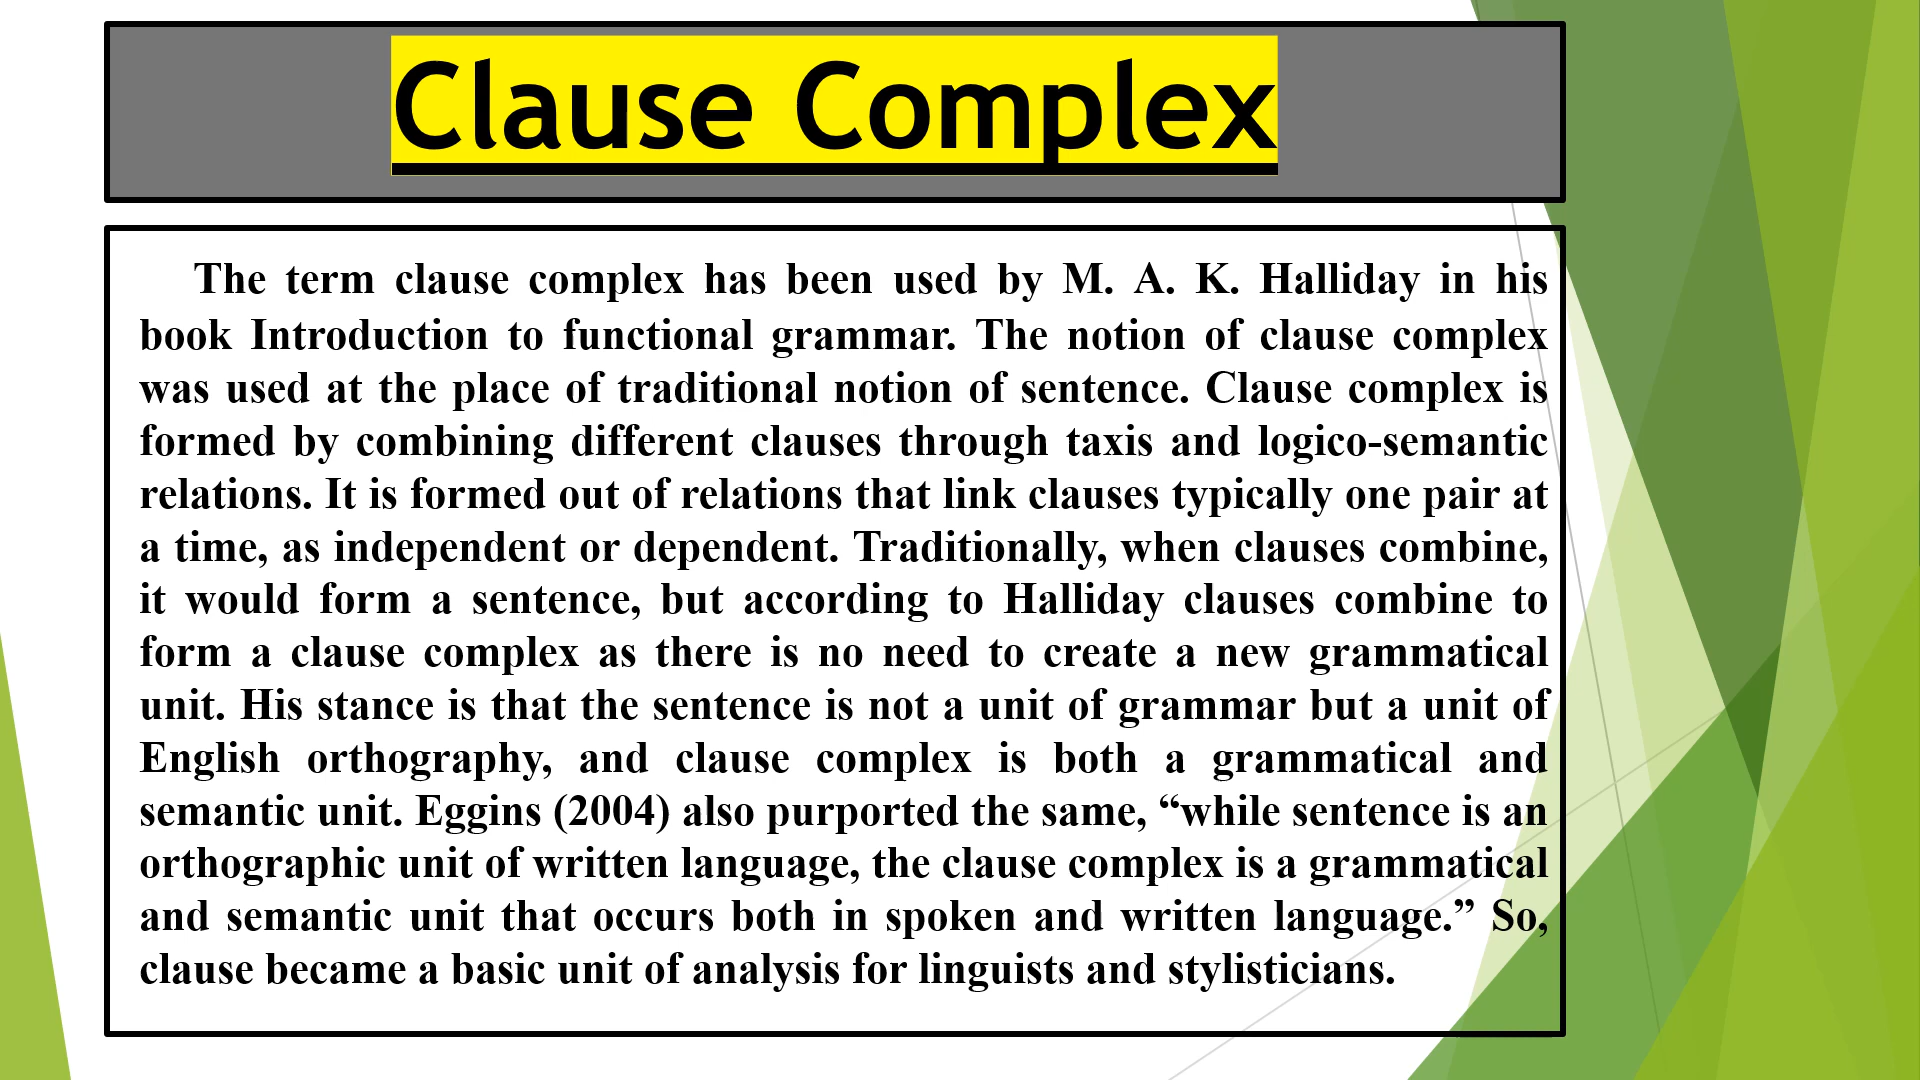 Clause Complex
The term clause complex has been used by M. A. K. Halliday in his
book Introduction to functional grammar. The notion of clause complex
was used at the place of traditional notion of sentence. Clause complex is
formed by combining different clauses through taxis and logico-semantic
relations. It is formed out of relations that link clauses typically one pair at
a time, as independent or dependent. Traditionally, when clauses combine,
it would form a sentence, but according to Halliday clauses combine to
form a clause complex as there is no need to create a new grammatical
unit. His stance is that the sentence is not a unit of grammar but a unit of
English orthography, and clause complex is both a grammatical and
semantic unit. Eggins (2004) also purported the same, “while sentence is an
orthographic unit of written language, the clause complex is a grammatical
and semantic unit that occurs both in spoken and written language.” So,
clause became a basic unit of analysis for linguists and stylisticians.